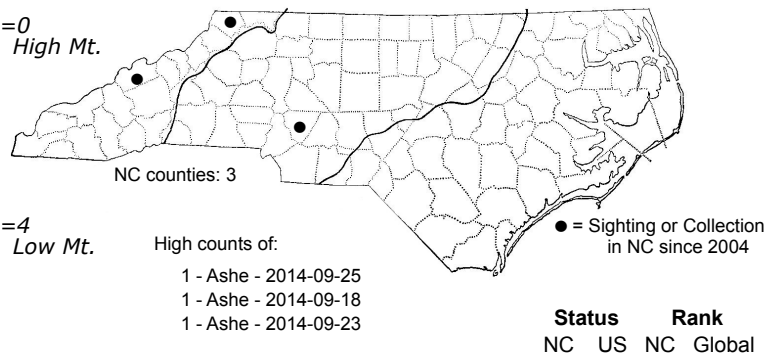 =0
High Mt.
NC counties: 3
=4
Low Mt.
High counts of:
1 - Ashe - 2014-09-25
1 - Ashe - 2014-09-18
1 - Ashe - 2014-09-23
● = Sighting or Collection
in NC since 2004
Status Rank
NC US NC Global